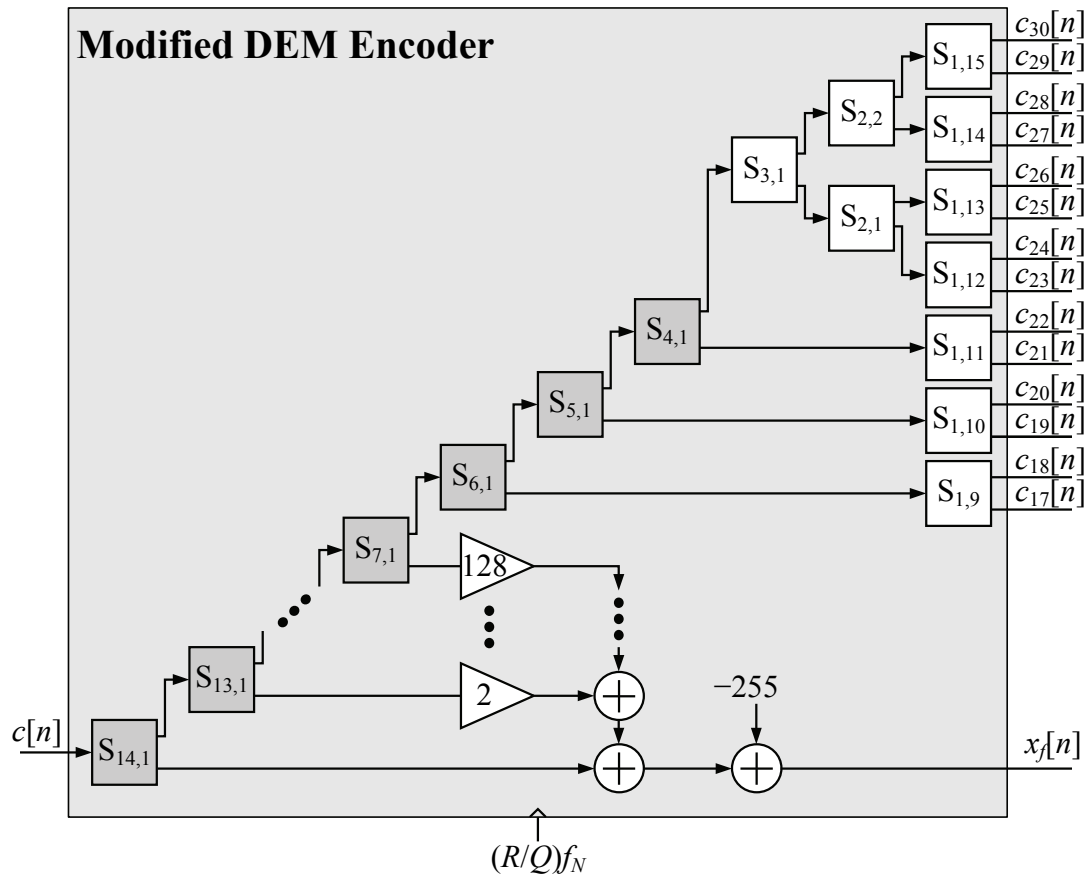 Modified DEM Encoder
S1,15
c30[n]
c29[n]
S2,2
S1,14
c28[n]
c27[n]
S3,1
S1,13
c26[n]
c25[n]
S2,1
S1,12
c24[n]
c23[n]
S4,1
S1,11
c22[n]
c21[n]
S5,1
S1,10
c20[n]
c19[n]
S6,1
S1,9
c18[n]
c17[n]
S7,1
128
S13,1
2
−255
c[n]
S14,1
xf[n]
(R/Q)fN